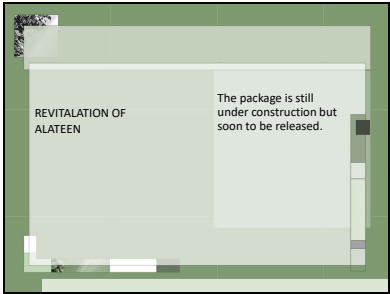 REVITALATION OF
ALATEEN
The package is still
under construction but
soon to be released.